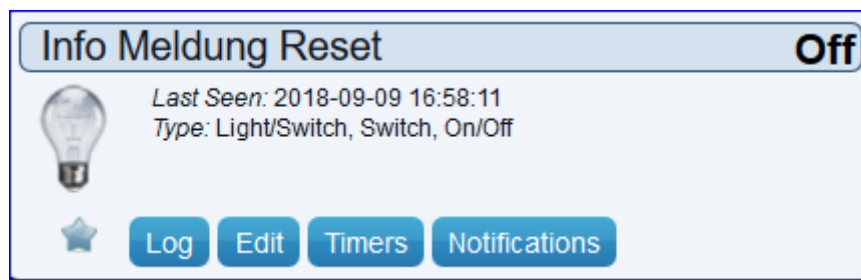 Info Meldung Reset Off
Last Seen: 2018-09-09 16:58:11
Type: Light/Switch, Switch, On/Off
Log Edit Timers Notifications